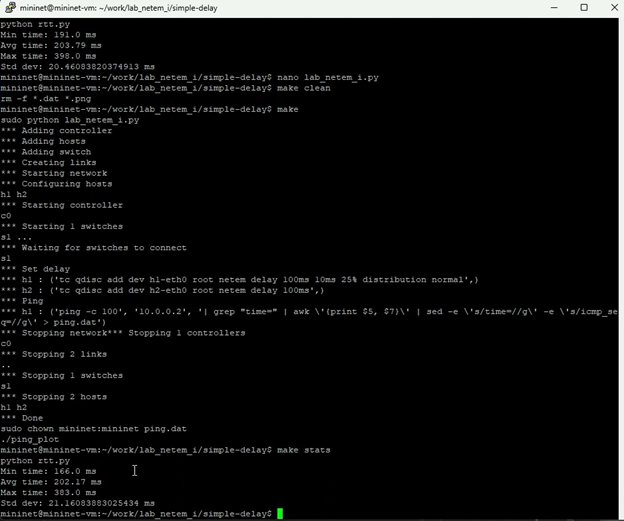 mininet@mininet-vm: ~/work/lab_netem_i/simple-delay
python rtt.py
Min time: 191.0 ms
Avg time: 203.79 ms
Max time: 398.0 ms
Std dev: 20.46083820374913 ms
mininet@mininet-vm:~/work/lab_netem_i/simple-delay$ nano lab_netem_i.py
mininet@mininet-vm:~/work/lab_netem_i/simple-delay$ make clean
rm -f *.dat *.png
mininet@mininet-vm:~/work/lab_netem_i/simple-delay$ make
sudo python lab_netem_i.py
*** Adding controller
*** Adding hosts
*** Adding switch
*** Creating links
*** Starting network
*** Configuring hosts
h1 h2
*** Starting controller
c0
*** Starting 1 switches
s1 ...
*** Waiting for switches to connect
s1
*** Set delay
*** h1 : ('tc qdisc add dev h1-eth0 root netem delay 100ms 10ms 25% distribution normal',)
*** h2 : ('tc qdisc add dev h2-eth0 root netem delay 100ms',)
*** Ping
*** h1 : ('ping -c 100', '10.0.0.2', '| grep "time=" | awk \'{print $5, $7}\' | sed -e \'s/time=//g\' -e \'s/icmp_se
q=//g\' > ping.dat')
*** Stopping network*** Stopping 1 controllers
c0
*** Stopping 2 links
..
*** Stopping 1 switches
s1
*** Stopping 2 hosts
h1 h2
*** Done
sudo chown mininet:mininet ping.dat
./ping_plot
mininet@mininet-vm:~/work/lab_netem_i/simple-delay$ make stats
python rtt.py
Min time: 166.0 ms
Avg time: 202.17 ms
Max time: 383.0 ms
Std dev: 21.16083883025434 ms
mininet@mininet-vm:~/work/lab_netem_i/simple-delay$